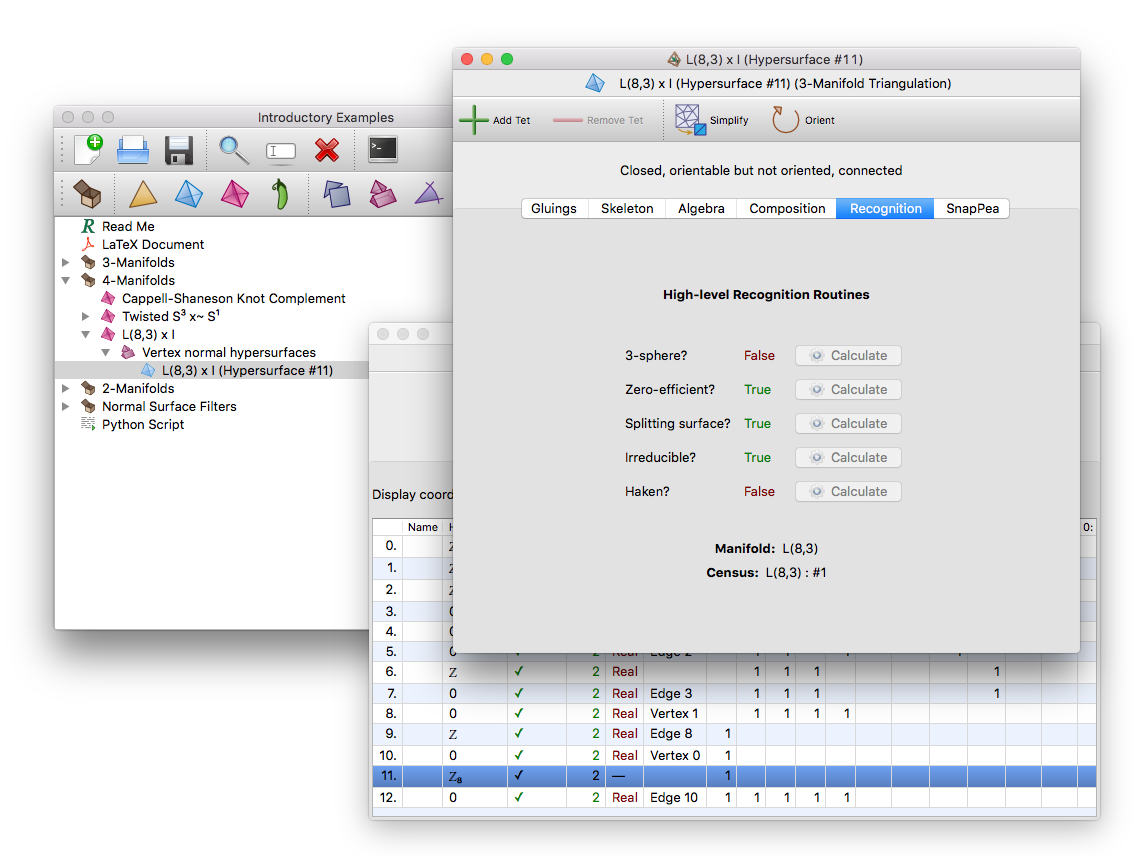 L(8,3) x I (Hypersurface #11)
L(8,3) x I (Hypersurface #11) (3-Manifold Triangulation)
Add Tet Remove Tet Simplify Orient
Closed, orientable but not oriented, connected
Gluings Skeleton Algebra Composition Recognition SnapPea
High-level Recognition Routines
3-sphere? False Calculate
Zero-efficient? True Calculate
Splitting surface? True Calculate
Irreducible? True Calculate
Haken? False Calculate
Manifold: L(8,3)
Census: L(8,3) : #1
Introductory Examples
Read Me
LaTeX Document
3-Manifolds
4-Manifolds
Cappell-Shaneson Knot Complement
Twisted S³ x~ S¹
L(8,3) x I
Vertex normal hypersurfaces
L(8,3) x I (Hypersurface #11)
2-Manifolds
Normal Surface Filters
Python Script
Display coord
Name 0:
0.
1.
2.
3.
4.
5. 0 ✓ 2 Real Edge 2 1 1 1 1
6. Z ✓ 2 Real 1 1 1 1
7. 0 ✓ 2 Real Edge 3 1 1 1 1
8. 0 ✓ 2 Real Vertex 1 1 1 1 1
9. Z ✓ 2 Real Edge 8 1
10. 0 ✓ 2 Real Vertex 0 1
11. Z₈ ✓ 2 — 1
12. 0 ✓ 2 Real Edge 10 1 1 1 1 1